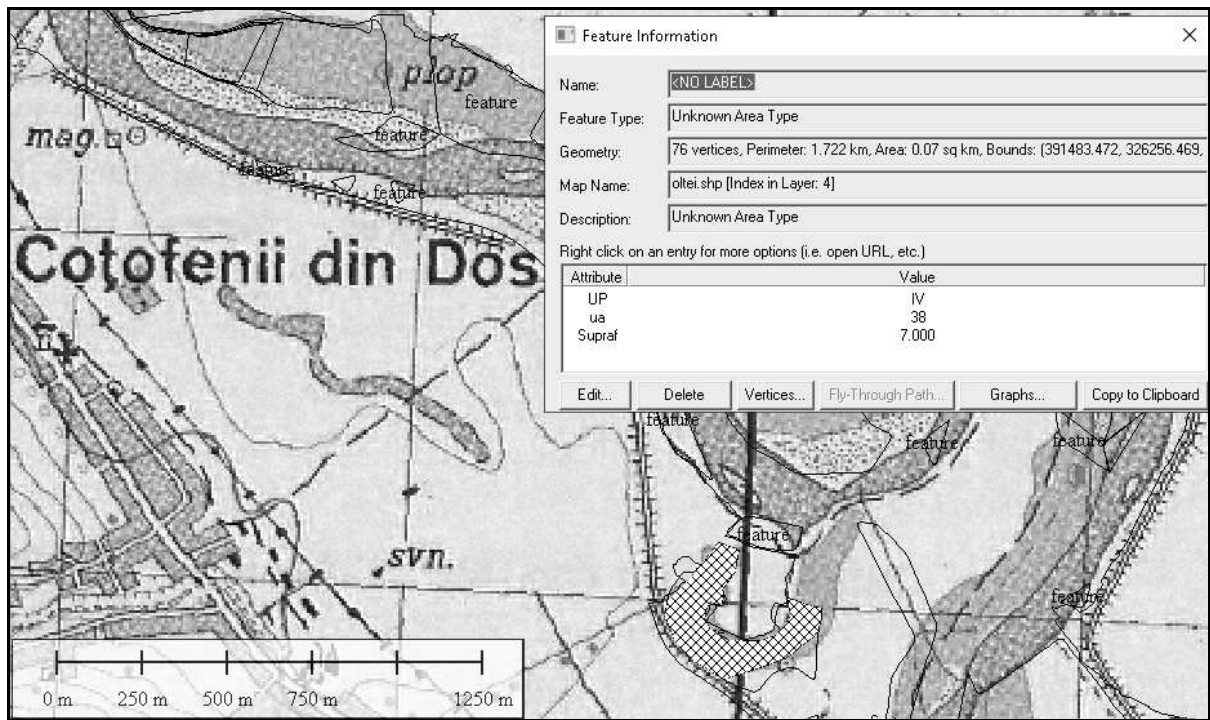 Feature Information
Name:
<NO LABEL>
Feature Type:
Unknown Area Type
Geometry:
76 vertices, Perimeter: 1.722 km, Area: 0.07 sq km, Bounds: (391483.472, 326256.469,
Map Name:
oltei.shp [Index in Layer: 4]
Description:
Unknown Area Type
Right click on an entry for more options (i.e. open URL, etc.)
Attribute Value
UP IV
ua 38
Supraf 7.000
Edit... Delete Vertices... Fly-Through Path... Graphs... Copy to Clipboard
plop
feature
feature
mag.
feature
feature
Coţofenii din Dos
feature
feature
feature
feature
svn.
feature
0 m 250 m 500 m 750 m 1250 m